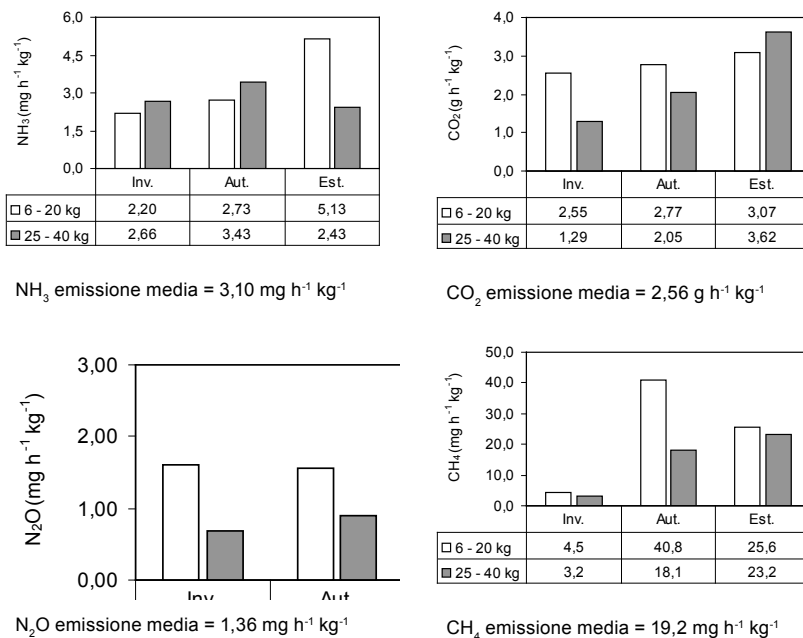 NH₃ (mg h⁻¹ kg⁻¹)
6,0
4,5
3,0
1,5
0,0
Inv. Aut. Est.
6 - 20 kg 2,20 2,73 5,13
25 - 40 kg 2,66 3,43 2,43
NH₃ emissione media = 3,10 mg h⁻¹ kg⁻¹
CO₂ (g h⁻¹ kg⁻¹)
4,0
3,0
2,0
1,0
0,0
Inv. Aut. Est.
6 - 20 kg 2,55 2,77 3,07
25 - 40 kg 1,29 2,05 3,62
CO₂ emissione media = 2,56 g h⁻¹ kg⁻¹
N₂O (mg h⁻¹ kg⁻¹)
3,00
2,00
1,00
0,00
Inv. Aut.
N₂O emissione media = 1,36 mg h⁻¹ kg⁻¹
CH₄ (mg h⁻¹ kg⁻¹)
50,0
40,0
30,0
20,0
10,0
0,0
Inv. Aut. Est.
6 - 20 kg 4,5 40,8 25,6
25 - 40 kg 3,2 18,1 23,2
CH₄ emissione media = 19,2 mg h⁻¹ kg⁻¹